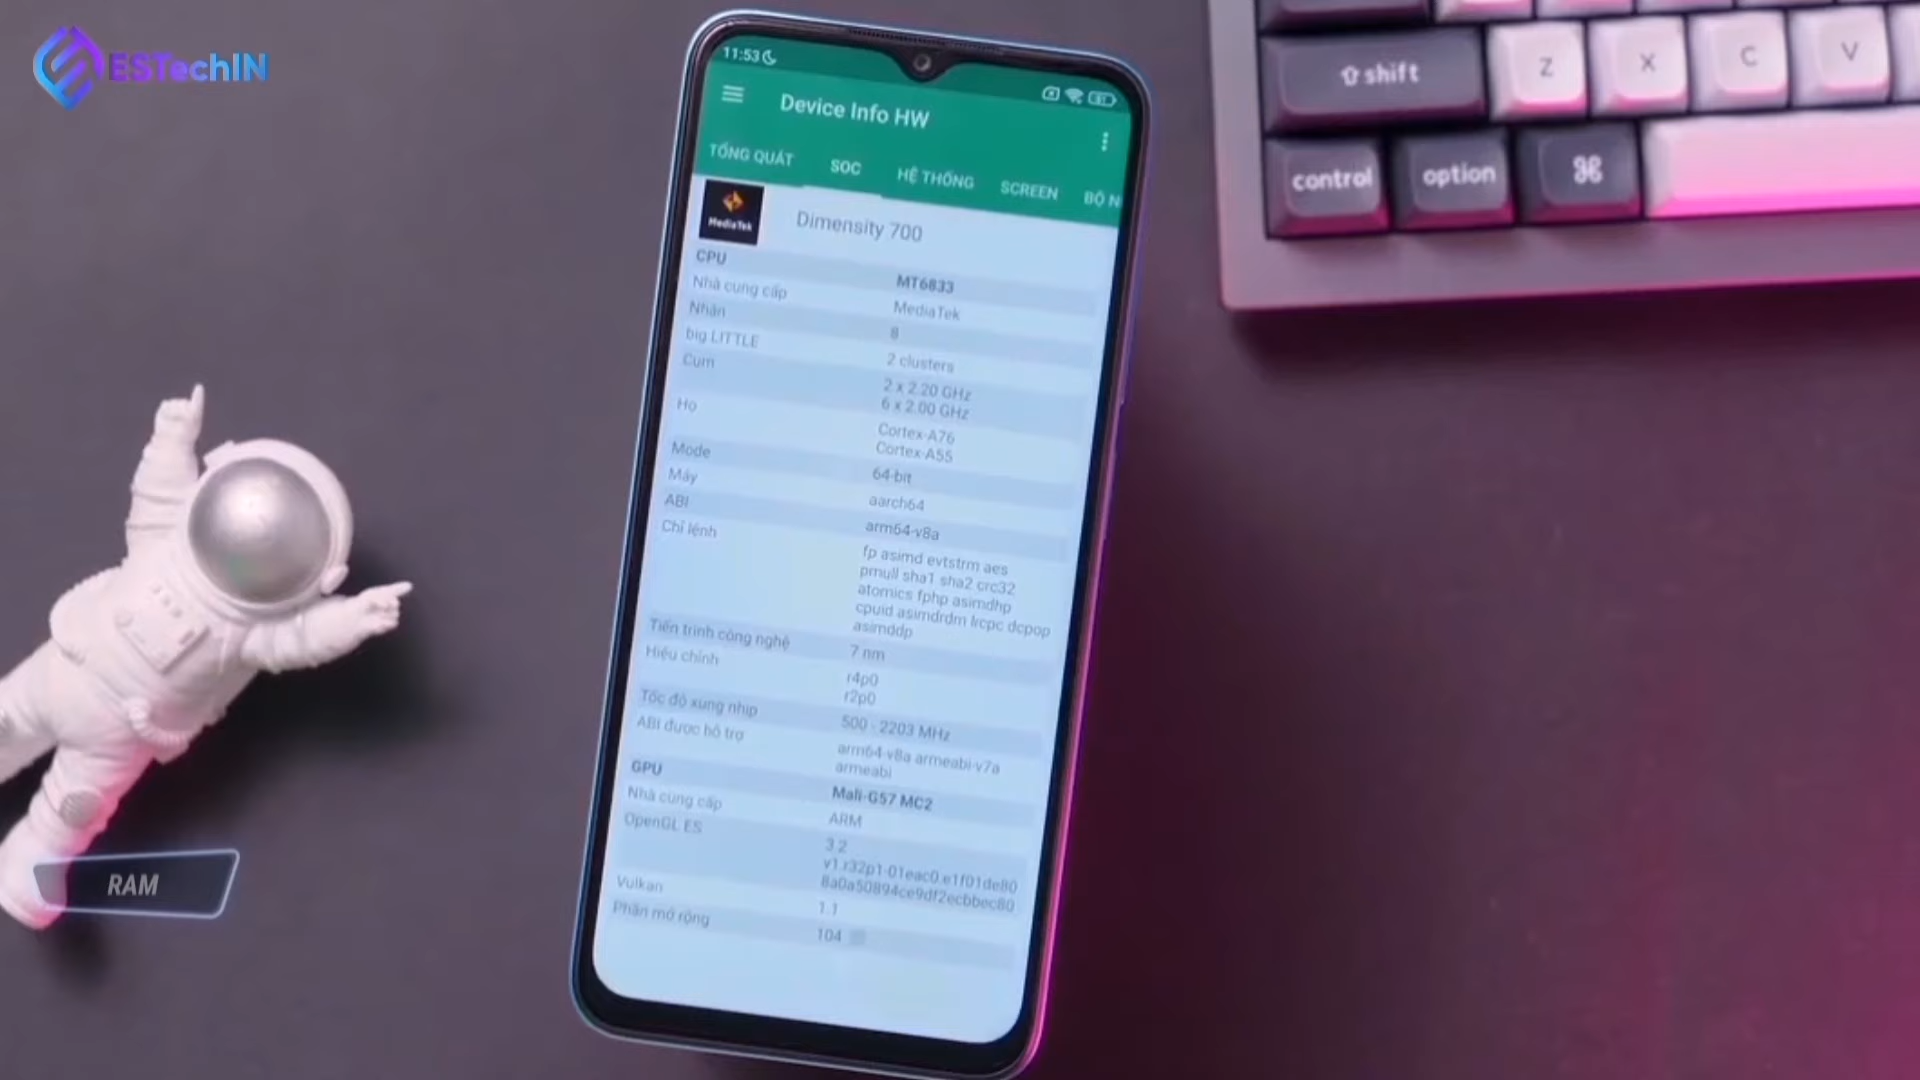 ESTechIN
11:53
Device Info HW
TỔNG QUÁT SOC HỆ THỐNG SCREEN BỘ N
MediaTek
Dimensity 700
CPU MT6833
Nhà cung cấp MediaTek
Nhân 8
big.LITTLE 2 clusters
Cụm 2 x 2.20 GHz
6 x 2.00 GHz
Họ Cortex-A76
Cortex-A55
Mode 64-bit
Máy aarch64
ABI arm64-v8a
Chỉ lệnh fp asimd evtstrm aes
pmull sha1 sha2 crc32
atomics fphp asimdhp
cpuid asimdrdm lrcpc dcpop
asimddp
Tiến trình công nghệ 7 nm
Hiệu chỉnh r4p0
r2p0
Tốc độ xung nhịp 500 - 2203 MHz
ABI được hỗ trợ arm64-v8a armeabi-v7a
armeabi
GPU Mali-G57 MC2
Nhà cung cấp ARM
OpenGL ES 3.2
v1.r32p1-01eac0.e1f01de80
8a0a50894ce9df2ecbbec80
Vulkan 1.1
Phần mở rộng 104
shift Z X C V
control option ⌘
RAM